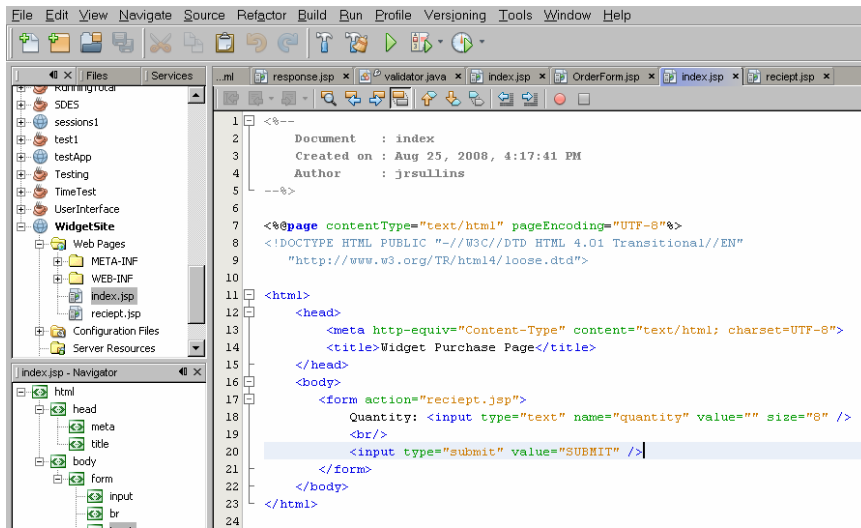 File Edit View Navigate Source Refactor Build Run Profile Versioning Tools Window Help
Files Services
...ml response.jsp validator.java index.jsp OrderForm.jsp index.jsp reciept.jsp
RunningTotal
SDES
sessions1
test1
testApp
Testing
TimeTest
UserInterface
WidgetSite
Web Pages
META-INF
WEB-INF
index.jsp
reciept.jsp
Configuration Files
Server Resources
index.jsp - Navigator
html
head
meta
title
body
form
input
br
1 <%--
2 Document : index
3 Created on : Aug 25, 2008, 4:17:41 PM
4 Author : jrsullins
5 --%>
6
7 <%@page contentType="text/html" pageEncoding="UTF-8"%>
8 <!DOCTYPE HTML PUBLIC "-//W3C//DTD HTML 4.01 Transitional//EN"
9 "http://www.w3.org/TR/html4/loose.dtd">
10
11 <html>
12 <head>
13 <meta http-equiv="Content-Type" content="text/html; charset=UTF-8">
14 <title>Widget Purchase Page</title>
15 </head>
16 <body>
17 <form action="reciept.jsp">
18 Quantity: <input type="text" name="quantity" value="" size="8" />
19 <br/>
20 <input type="submit" value="SUBMIT" />
21 </form>
22 </body>
23 </html>
24